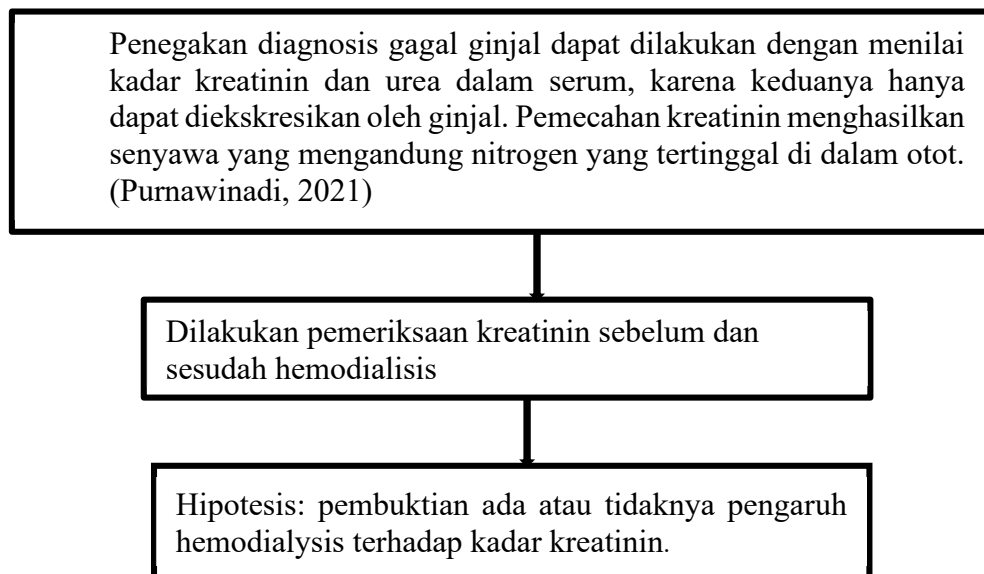 Penegakan diagnosis gagal ginjal dapat dilakukan dengan menilai
kadar kreatinin dan urea dalam serum, karena keduanya hanya
dapat diekskresikan oleh ginjal. Pemecahan kreatinin menghasilkan
senyawa yang mengandung nitrogen yang tertinggal di dalam otot.
(Purnawinadi, 2021)
Dilakukan pemeriksaan kreatinin sebelum dan
sesudah hemodialisis
Hipotesis: pembuktian ada atau tidaknya pengaruh
hemodialysis terhadap kadar kreatinin.